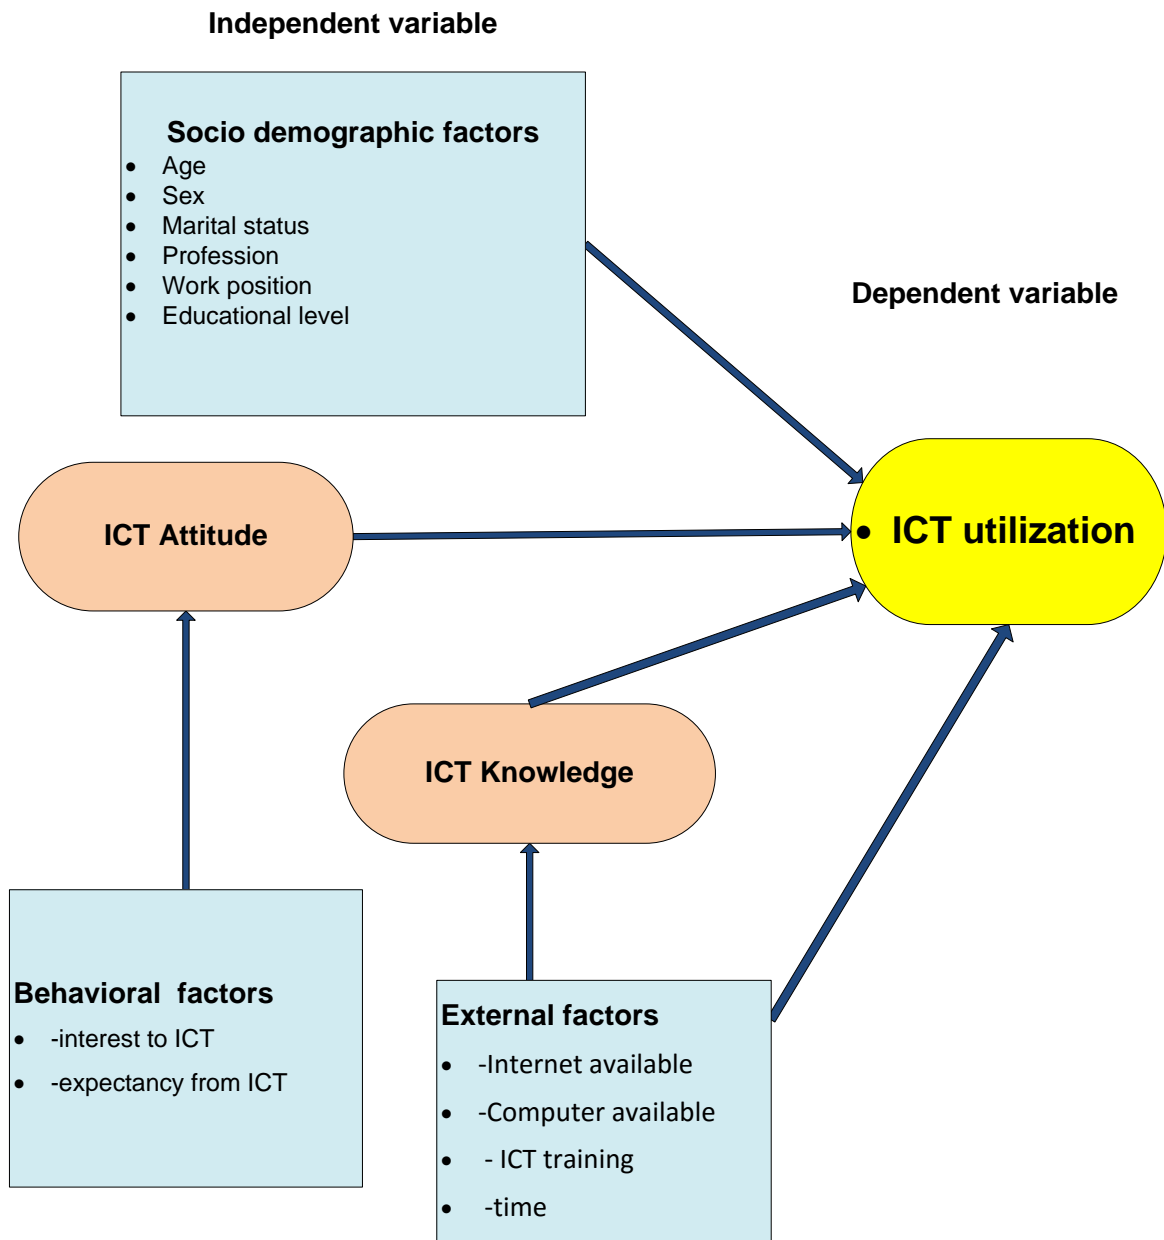 Independent variable
Socio demographic factors
• Age
• Sex
• Marital status
• Profession
• Work position
• Educational level
Dependent variable
ICT Attitude
• ICT utilization
ICT Knowledge
Behavioral factors
• -interest to ICT
• -expectancy from ICT
External factors
• -Internet available
• -Computer available
• - ICT training
• -time